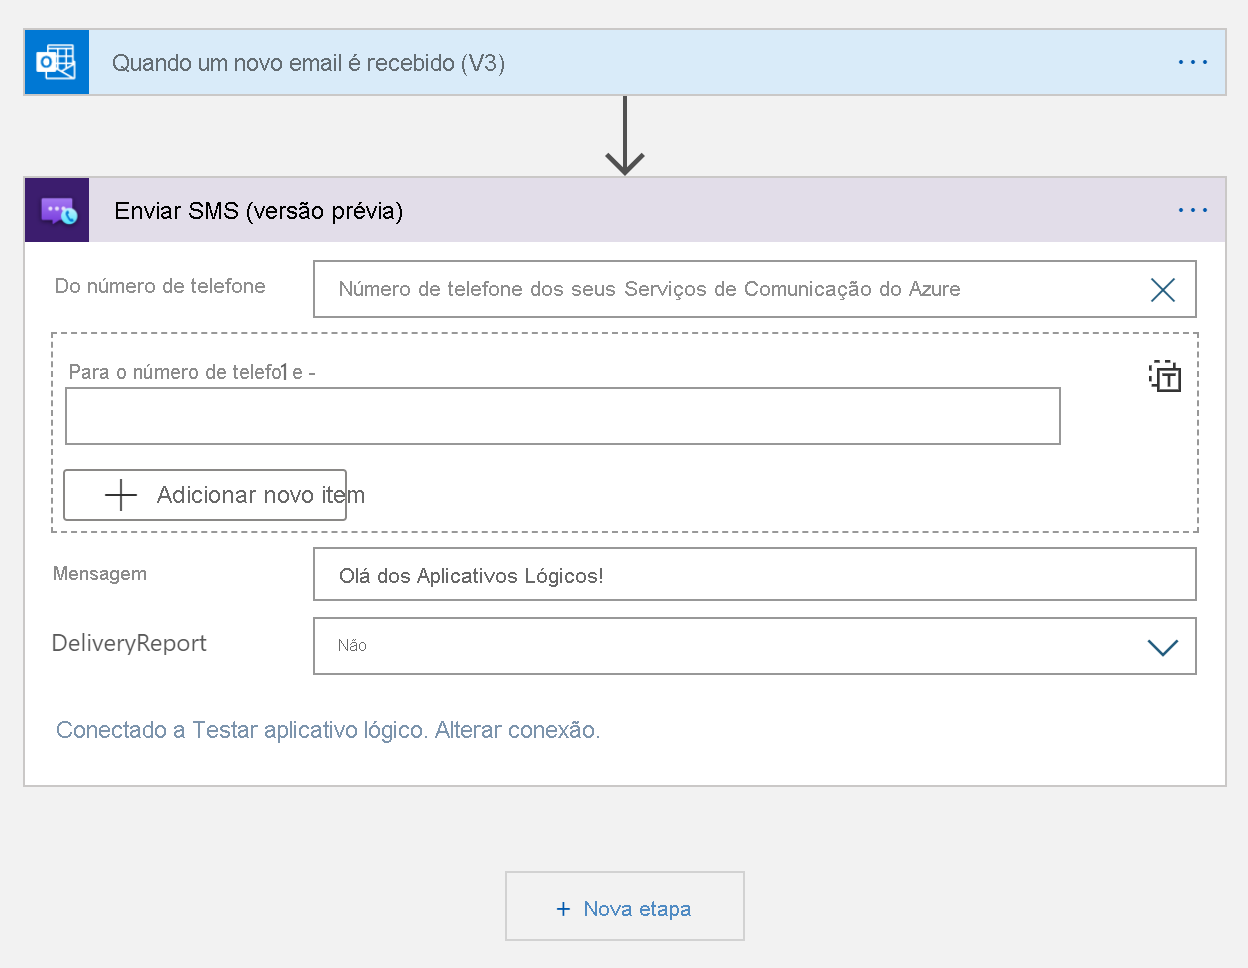 Quando um novo email é recebido (V3)
Enviar SMS (versão prévia)
Do número de telefone
Número de telefone dos seus Serviços de Comunicação do Azure
Para o número de telefo1 e -
Adicionar novo item
Mensagem
Olá dos Aplicativos Lógicos!
DeliveryReport
Não
Conectado a Testar aplicativo lógico. Alterar conexão.
+ Nova etapa